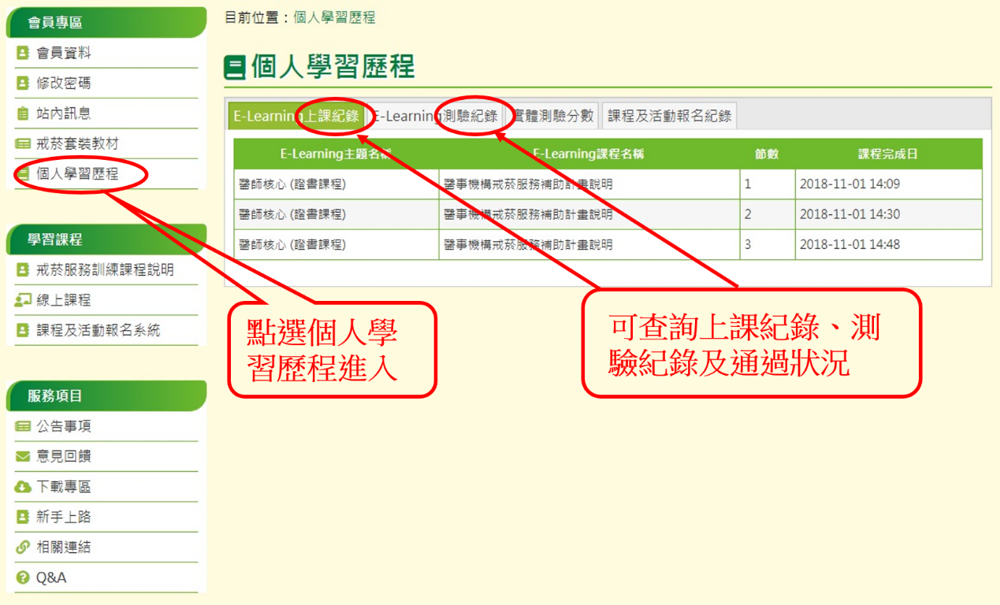 會員專區
會員資料
修改密碼
站內訊息
戒菸套裝教材
個人學習歷程
學習課程
戒菸服務訓練課程說明
線上課程
課程及活動報名系統
服務項目
公告事項
意見回饋
下載專區
新手上路
相關連結
Q&A
目前位置：個人學習歷程
個人學習歷程
E-Learning上課紀錄 E-Learning測驗紀錄 實體測驗分數 課程及活動報名紀錄
E-Learning主題名稱 E-Learning課程名稱 節數 課程完成日
醫師核心 (證書課程) 醫事機構戒菸服務補助計畫說明 1 2018-11-01 14:09
醫師核心 (證書課程) 醫事機構戒菸服務補助計畫說明 2 2018-11-01 14:30
醫師核心 (證書課程) 醫事機構戒菸服務補助計畫說明 3 2018-11-01 14:48
點選個人學
習歷程進入
可查詢上課紀錄、測
驗紀錄及通過狀況